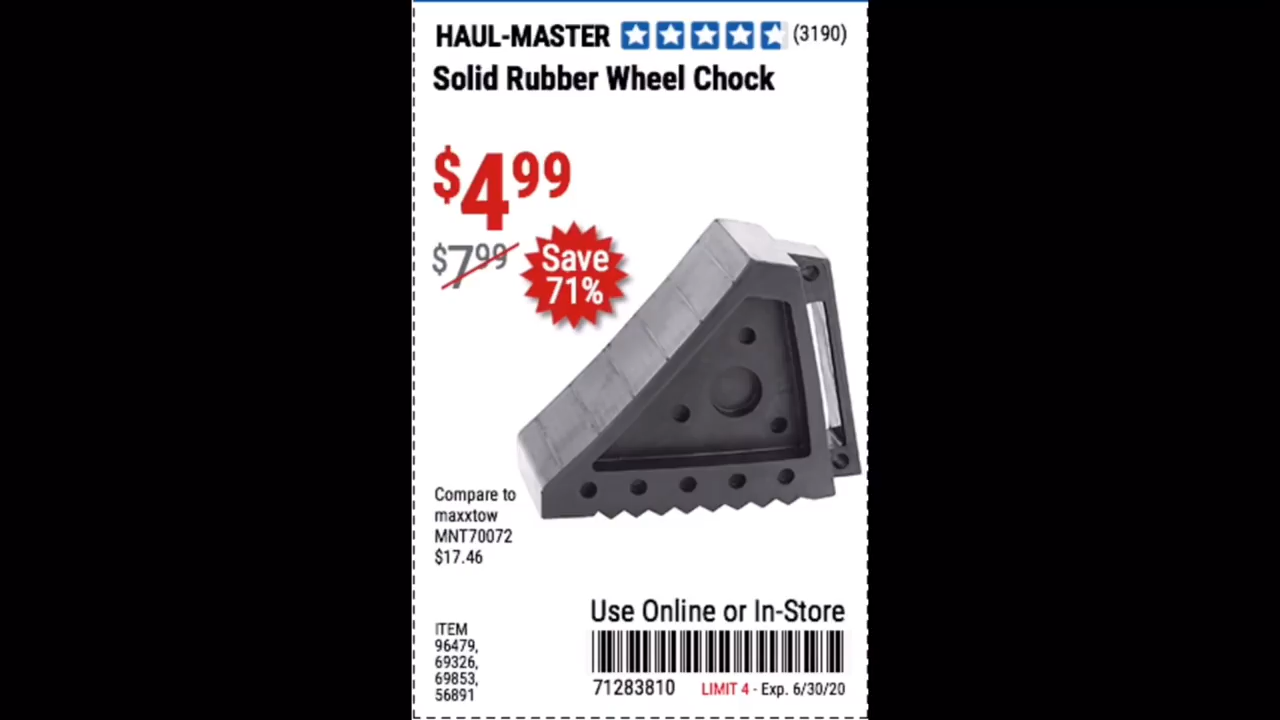 HAUL-MASTER (3190)
Solid Rubber Wheel Chock
$4.99
$7.99
Save
71%
Compare to
maxxtow
MNT70072
$17.46
ITEM
96479,
69326,
69853,
56891
Use Online or In-Store
71283810 LIMIT 4 - Exp. 6/30/20